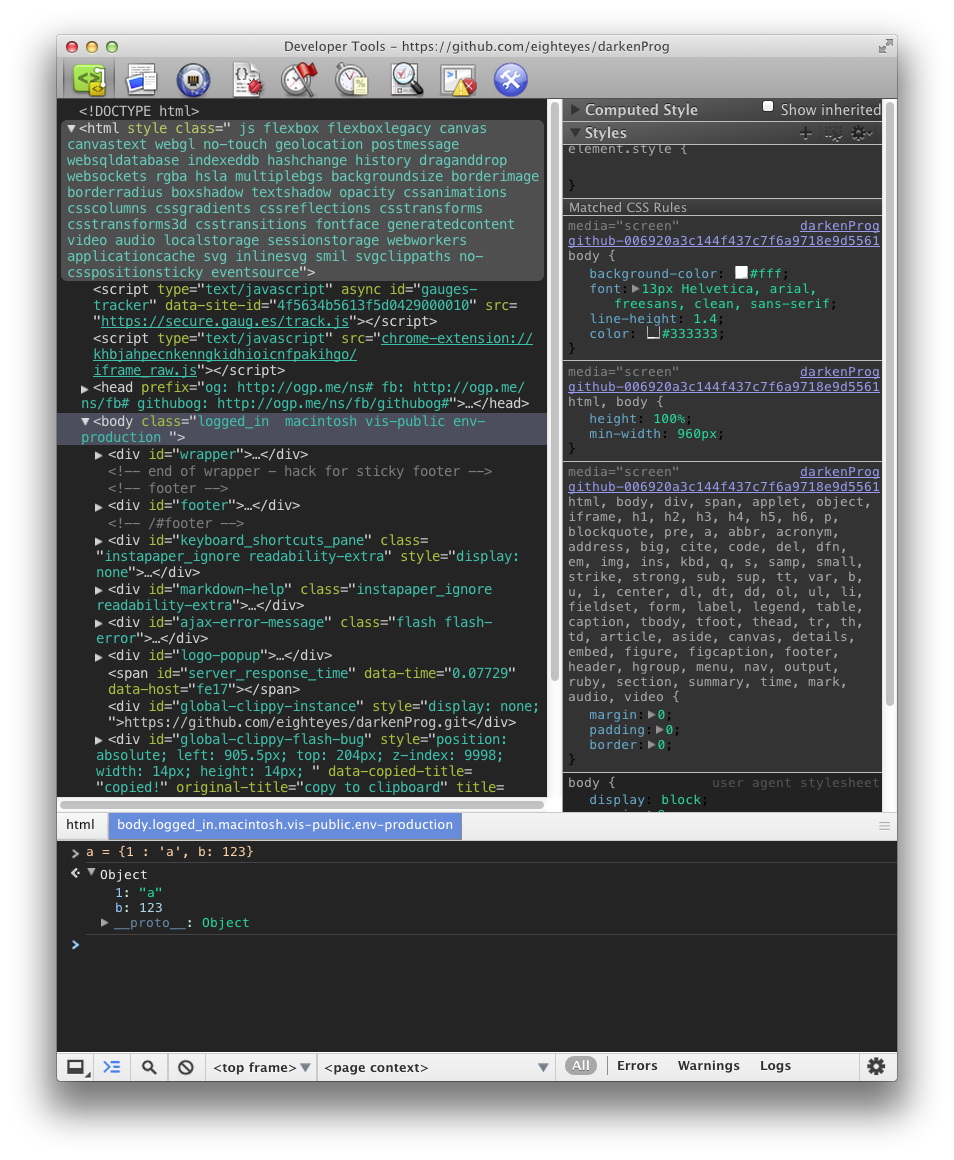 Developer Tools - https://github.com/eighteyes/darkenProg
<!DOCTYPE html>
▼<html style class=" js flexbox flexboxlegacy canvas
canvastext webgl no-touch geolocation postmessage
websqldatabase indexeddb hashchange history draganddrop
websockets rgba hsla multiplebgs backgroundsize borderimage
borderradius boxshadow textshadow opacity cssanimations
csscolumns cssgradients cssreflections csstransforms
csstransforms3d csstransitions fontface generatedcontent
video audio localstorage sessionstorage webworkers
applicationcache svg inlinesvg smil svgclippaths no-
csspositionsticky eventsource">
<script type="text/javascript" async id="gauges-
tracker" data-site-id="4f5634b5613f5d0429000010" src=
"https://secure.gaug.es/track.js"></script>
<script type="text/javascript" src="chrome-extension://
khbjahpecnkenngkidhioicnfpakihgo/
iframe_raw.js"></script>
▶<head prefix="og: http://ogp.me/ns# fb: http://ogp.me/
ns/fb# githubog: http://ogp.me/ns/fb/githubog#">…</head>
▼<body class="logged_in  macintosh vis-public env-
production ">
▶<div id="wrapper">…</div>
<!-- end of wrapper - hack for sticky footer -->
<!-- footer -->
▶<div id="footer">…</div>
<!-- /#footer -->
▶<div id="keyboard_shortcuts_pane" class=
"instapaper_ignore readability-extra" style="display:
none">…</div>
▶<div id="markdown-help" class="instapaper_ignore
readability-extra">…</div>
▶<div id="ajax-error-message" class="flash flash-
error">…</div>
▶<div id="logo-popup">…</div>
<span id="server_response_time" data-time="0.07729"
data-host="fe17"></span>
<div id="global-clippy-instance" style="display: none;
">https://github.com/eighteyes/darkenProg.git</div>
▶<div id="global-clippy-flash-bug" style="position:
absolute; left: 905.5px; top: 204px; z-index: 9998;
width: 14px; height: 14px; " data-copied-title=
"copied!" original-title="copy to clipboard" title=
▶ Computed Style Show inherited
▼ Styles
element.style {
}
Matched CSS Rules
media="screen" darkenProg
github-006920a3c144f437c7f6a9718e9d5561
body {
background-color: #fff;
font:▶13px Helvetica, arial,
freesans, clean, sans-serif;
line-height: 1.4;
color: #333333;
}
media="screen" darkenProg
github-006920a3c144f437c7f6a9718e9d5561
html, body {
height: 100%;
min-width: 960px;
}
media="screen" darkenProg
github-006920a3c144f437c7f6a9718e9d5561
html, body, div, span, applet, object,
iframe, h1, h2, h3, h4, h5, h6, p,
blockquote, pre, a, abbr, acronym,
address, big, cite, code, del, dfn,
em, img, ins, kbd, q, s, samp, small,
strike, strong, sub, sup, tt, var, b,
u, i, center, dl, dt, dd, ol, ul, li,
fieldset, form, label, legend, table,
caption, tbody, tfoot, thead, tr, th,
td, article, aside, canvas, details,
embed, figure, figcaption, footer,
header, hgroup, menu, nav, output,
ruby, section, summary, time, mark,
audio, video {
margin:▶0;
padding:▶0;
border:▶0;
}
body { user agent stylesheet
display: block;
html body.logged_in.macintosh.vis-public.env-production
> a = {1 : 'a', b: 123}
▼ Object
1: "a"
b: 123
▶ __proto__: Object
>
<top frame> ▼ <page context> ▼ All Errors Warnings Logs